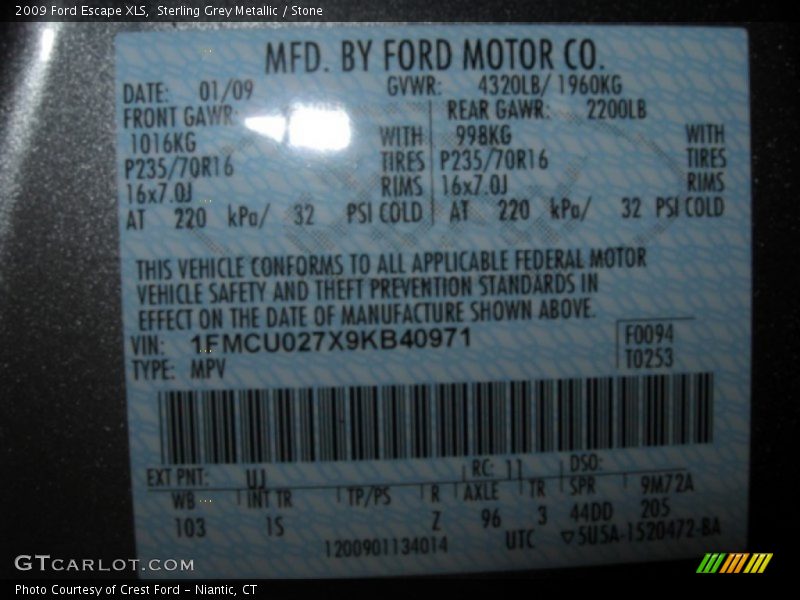 2009 Ford Escape XLS, Sterling Grey Metallic / Stone
MFD. BY FORD MOTOR CO.
DATE: 01/09 GVWR: 4320LB/ 1960KG
FRONT GAWR: REAR GAWR: 2200LB
1016KG WITH 998KG WITH
P235/70R16 TIRES P235/70R16 TIRES
16x7.0J RIMS 16x7.0J RIMS
AT 220 kPa/ 32 PSI COLD AT 220 kPa/ 32 PSI COLD
THIS VEHICLE CONFORMS TO ALL APPLICABLE FEDERAL MOTOR
VEHICLE SAFETY AND THEFT PREVENTION STANDARDS IN
EFFECT ON THE DATE OF MANUFACTURE SHOWN ABOVE.
VIN: 1FMCU027X9KB40971 F0094
TYPE: MPV T0253
EXT PNT: UJ RC: 11 DSO:
WB INT TR TP/PS R AXLE TR SPR 9M72A
103 1S Z 96 3 44DD 205
1200901134014 UTC ▽5U5A-1520472-BA
GTCARLOT.COM
Photo Courtesy of Crest Ford - Niantic, CT